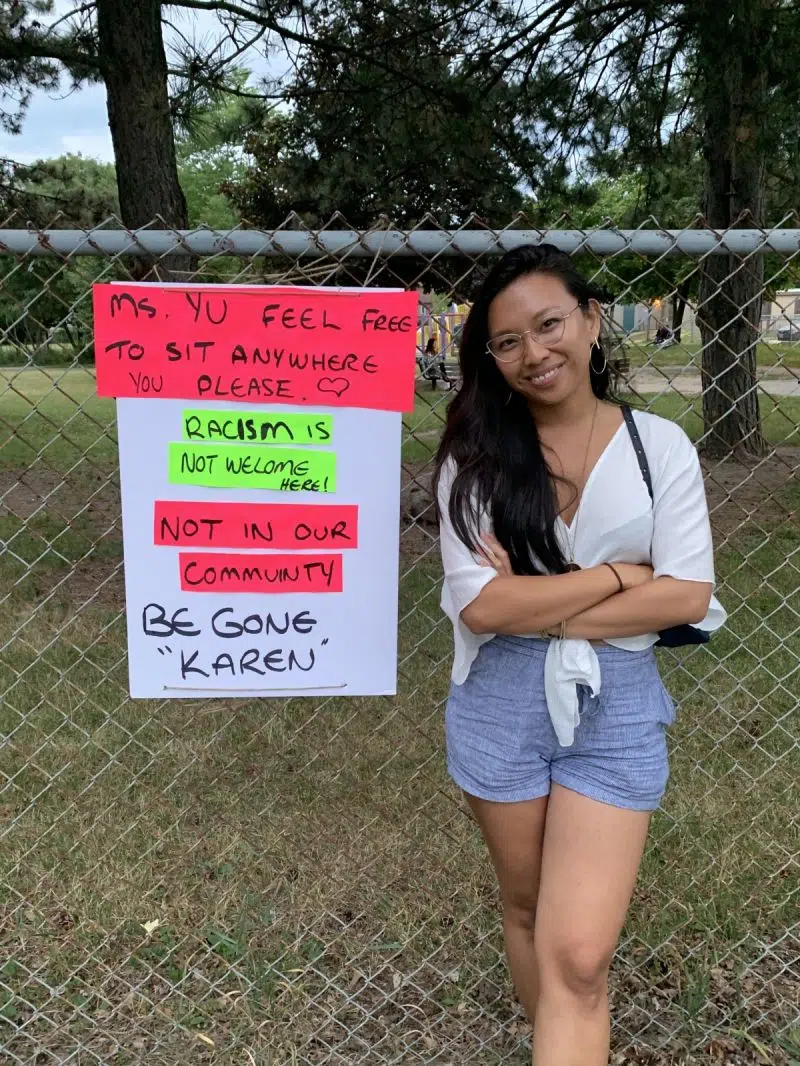 MS. YU FEEL FREE
TO SIT ANYWHERE
YOU PLEASE. ♡
RACISM IS
NOT WELOME
HERE!
NOT IN OUR
COMMUINTY
BE GONE
"KAREN"